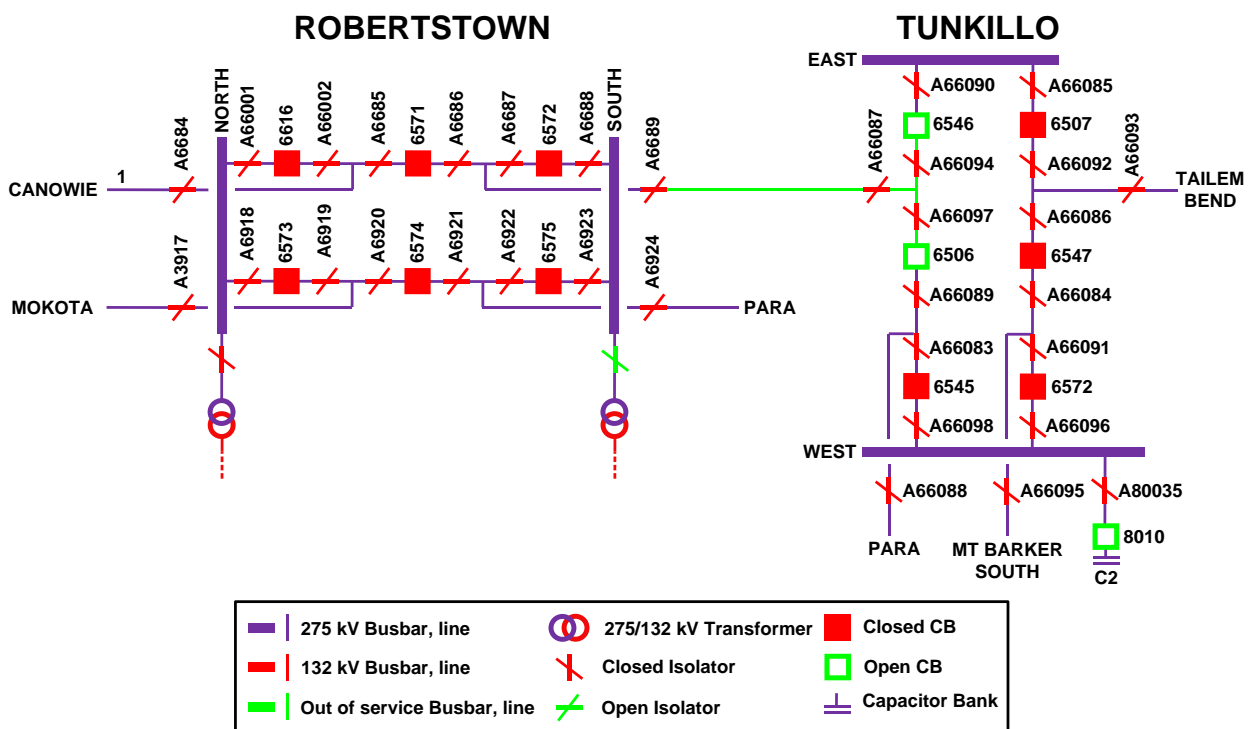 ROBERTSTOWN
TUNKILLO
EAST
A66090
A66085
6546
6507
A66087
A66094
A66092
A66093
TAILEM
BEND
A66097
A66086
6506
6547
A66089
A66084
A66083
A66091
6545
6572
A66098
A66096
WEST
A66088
A66095
A80035
8010
PARA
MT BARKER
SOUTH
C2
NORTH
SOUTH
A6684
A66001
6616
A66002
A6685
6571
A6686
A6687
6572
A6688
A6689
CANOWIE
1
A3917
A6918
6573
A6919
A6920
6574
A6921
A6922
6575
A6923
A6924
MOKOTA
PARA
275 kV Busbar, line
275/132 kV Transformer
Closed CB
132 kV Busbar, line
Closed Isolator
Open CB
Out of service Busbar, line
Open Isolator
Capacitor Bank